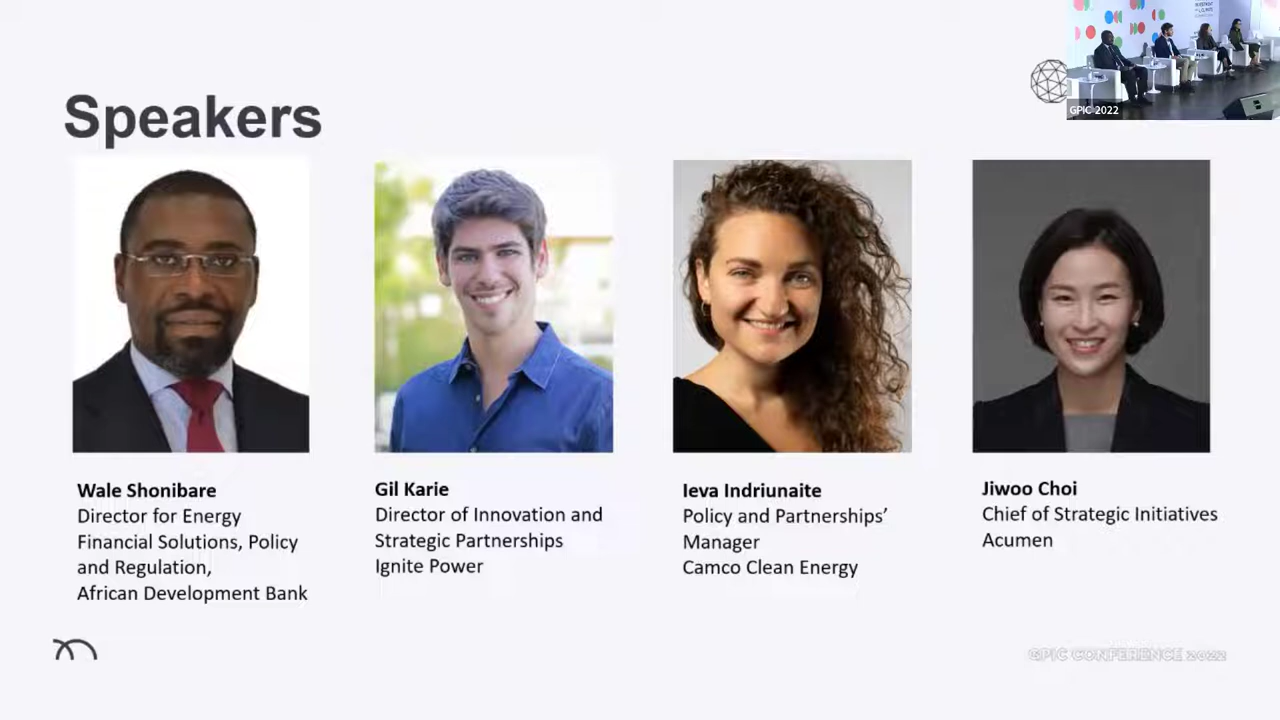 Speakers
GPIC 2022
Wale Shonibare
Director for Energy
Financial Solutions, Policy
and Regulation,
African Development Bank
Gil Karie
Director of Innovation and
Strategic Partnerships
Ignite Power
Ieva Indriunaite
Policy and Partnerships’
Manager
Camco Clean Energy
Jiwoo Choi
Chief of Strategic Initiatives
Acumen
GPIC CONFERENCE 2022